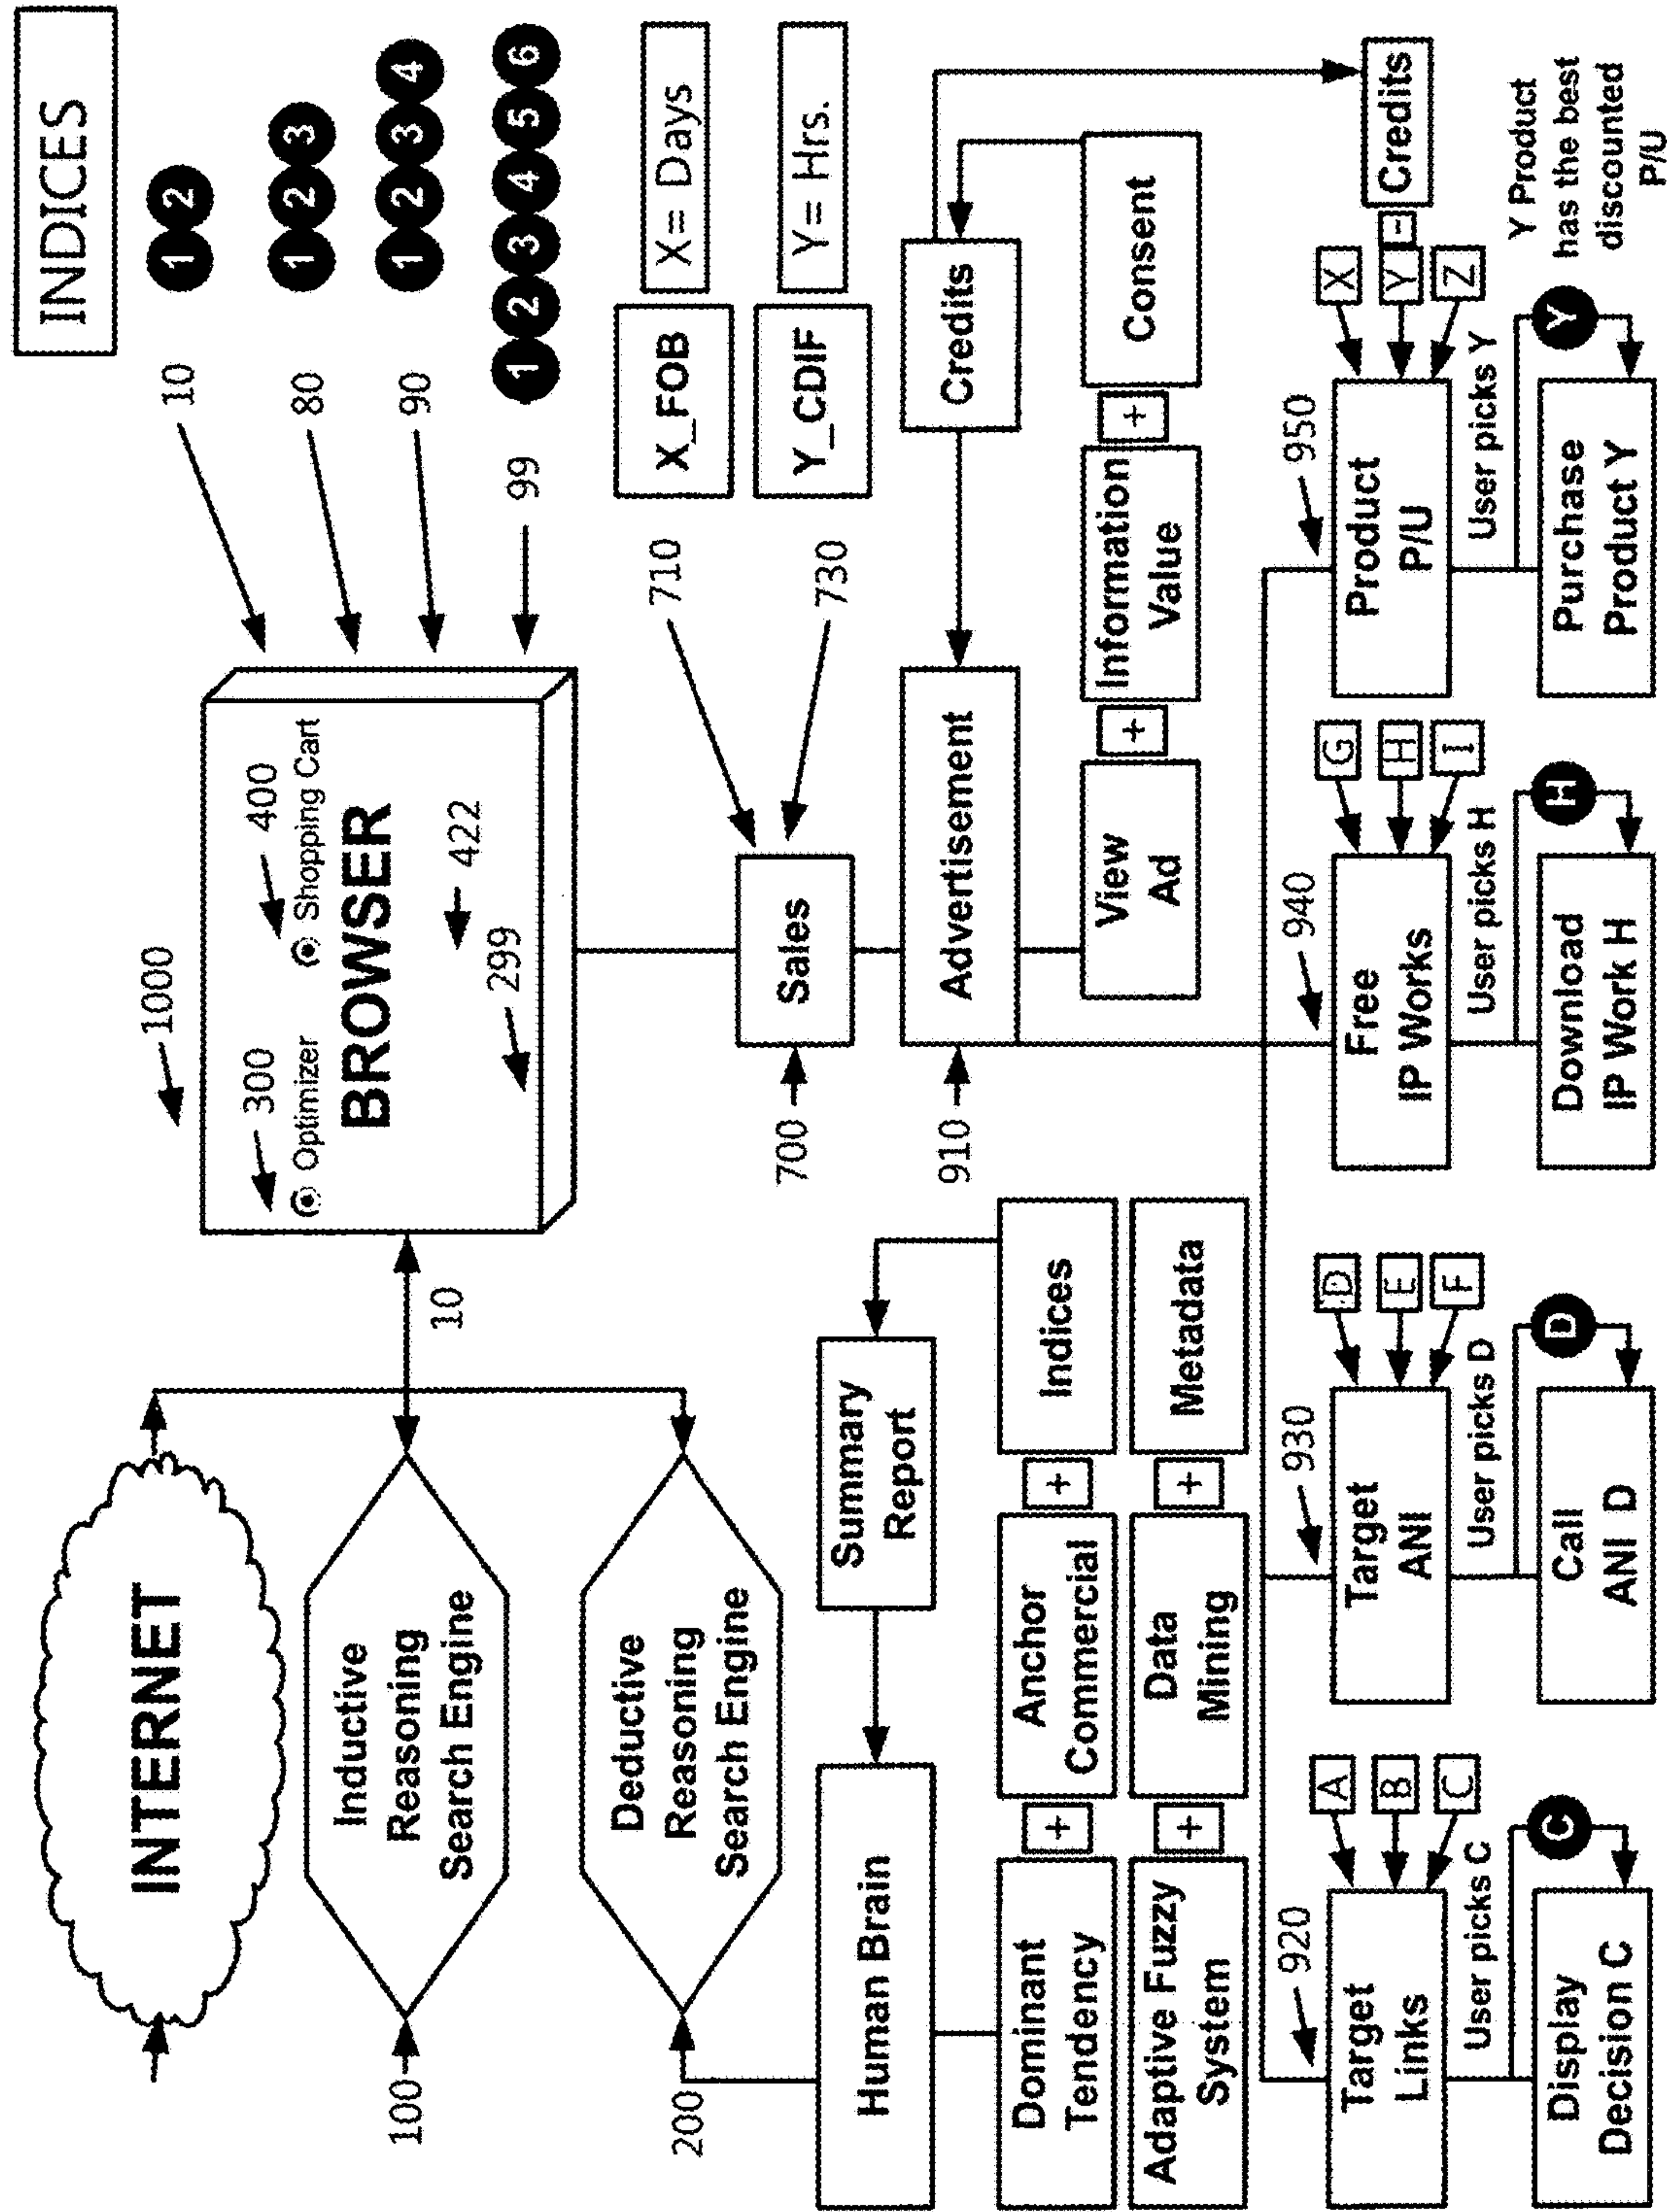 INDICES
10
1 2
80
1 2 3
90
1 2 3 4
99
1 2 3 4 5 6
INTERNET
1000
300
400
Optimizer
Shopping Cart
BROWSER
422
299
10
100
Inductive
Reasoning
Search Engine
200
Deductive
Reasoning
Search Engine
710
X_FOB
X= Days
730
Y_CDIF
Y= Hrs.
700
Sales
910
Advertisement
Credits
View
Ad
+
Information
Value
+
Consent
Human Brain
Summary
Report
Dominant
Tendency
+
Anchor
Commercial
+
Indices
Adaptive Fuzzy
System
+
Data
Mining
+
Metadata
920
Target
Links
A
B
C
User picks C
C
Display
Decision C
930
Target
ANI
D
E
F
User picks D
D
Call
ANI D
940
Free
IP Works
G
H
I
User picks H
H
Download
IP Work H
950
Product
P/U
X
Y
Z
-
Credits
User picks Y
Y
Purchase
Product Y
Y Product
has the best
discounted
P/U